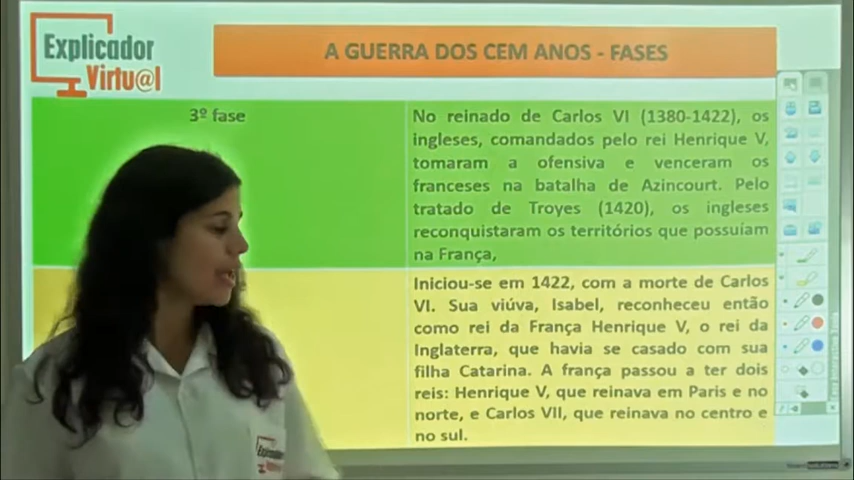 Explicador
Virtu@l
A GUERRA DOS CEM ANOS - FASES
3º fase
No reinado de Carlos VI (1380-1422), os
ingleses, comandados pelo rei Henrique V,
tomaram a ofensiva e venceram os
franceses na batalha de Azincourt. Pelo
tratado de Troyes (1420), os ingleses
reconquistaram os territórios que possuíam
na França,
Iniciou-se em 1422, com a morte de Carlos
VI. Sua viúva, Isabel, reconheceu então
como rei da França Henrique V, o rei da
Inglaterra, que havia se casado com sua
filha Catarina. A frança passou a ter dois
reis: Henrique V, que reinava em Paris e no
norte, e Carlos VII, que reinava no centro e
no sul.